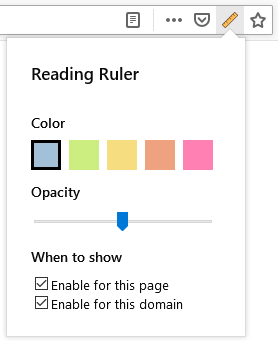 Reading Ruler
Color
Opacity
When to show
Enable for this page
Enable for this domain